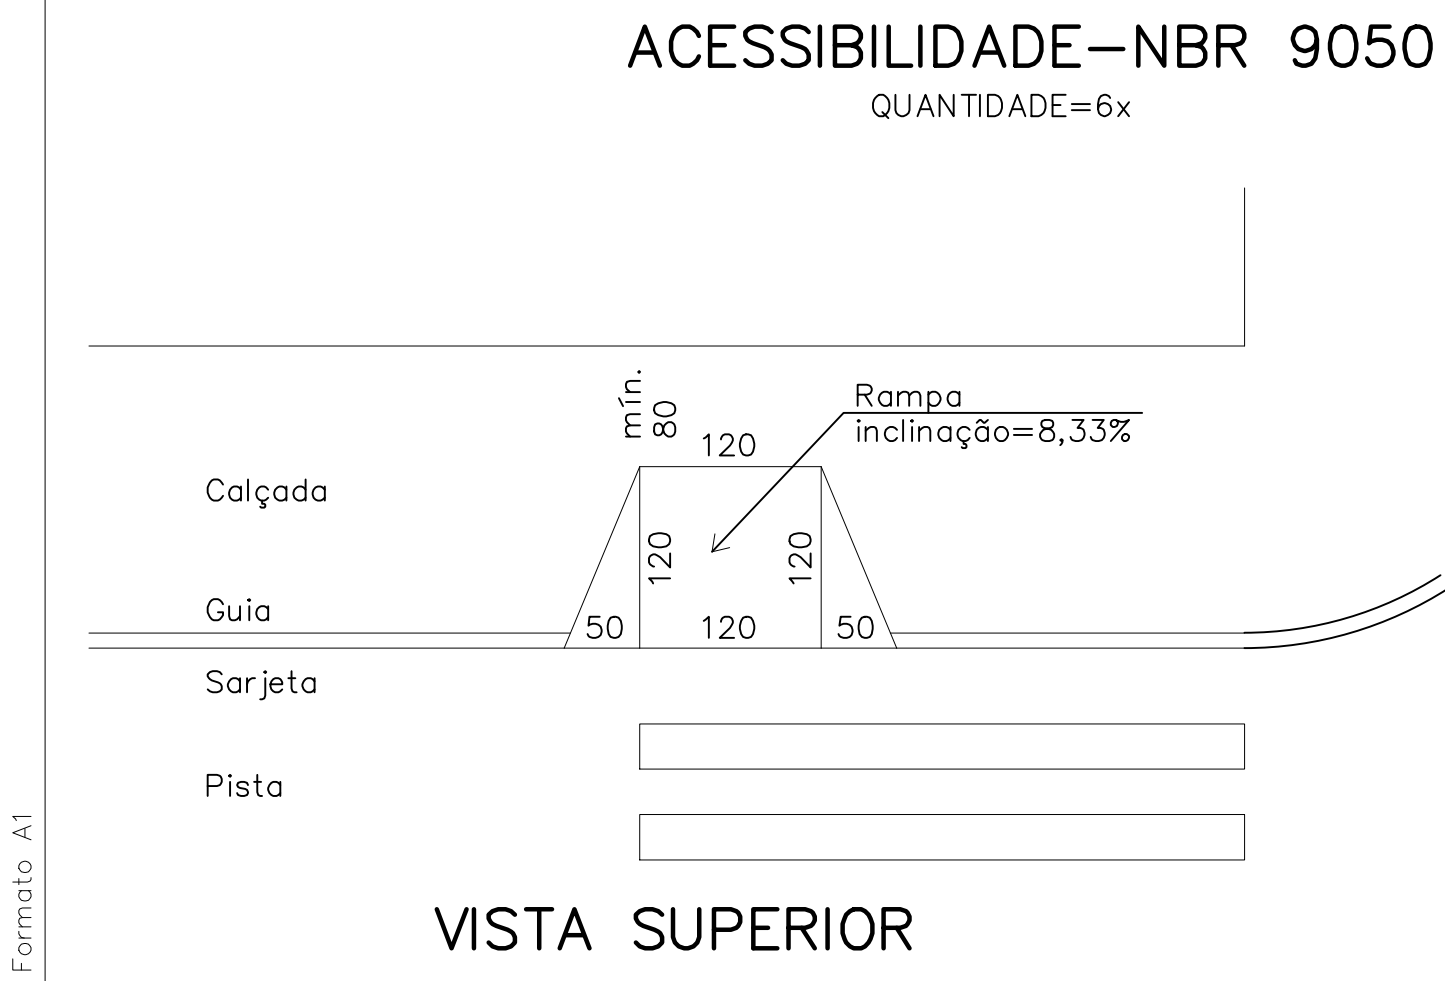 ACESSIBILIDADE-NBR 9050
QUANTIDADE=6x
mín.
80
120
Rampa
inclinação=8,33%
Calçada
120
120
Guia
50
120
50
Sarjeta
Pista
Formato A1
VISTA SUPERIOR